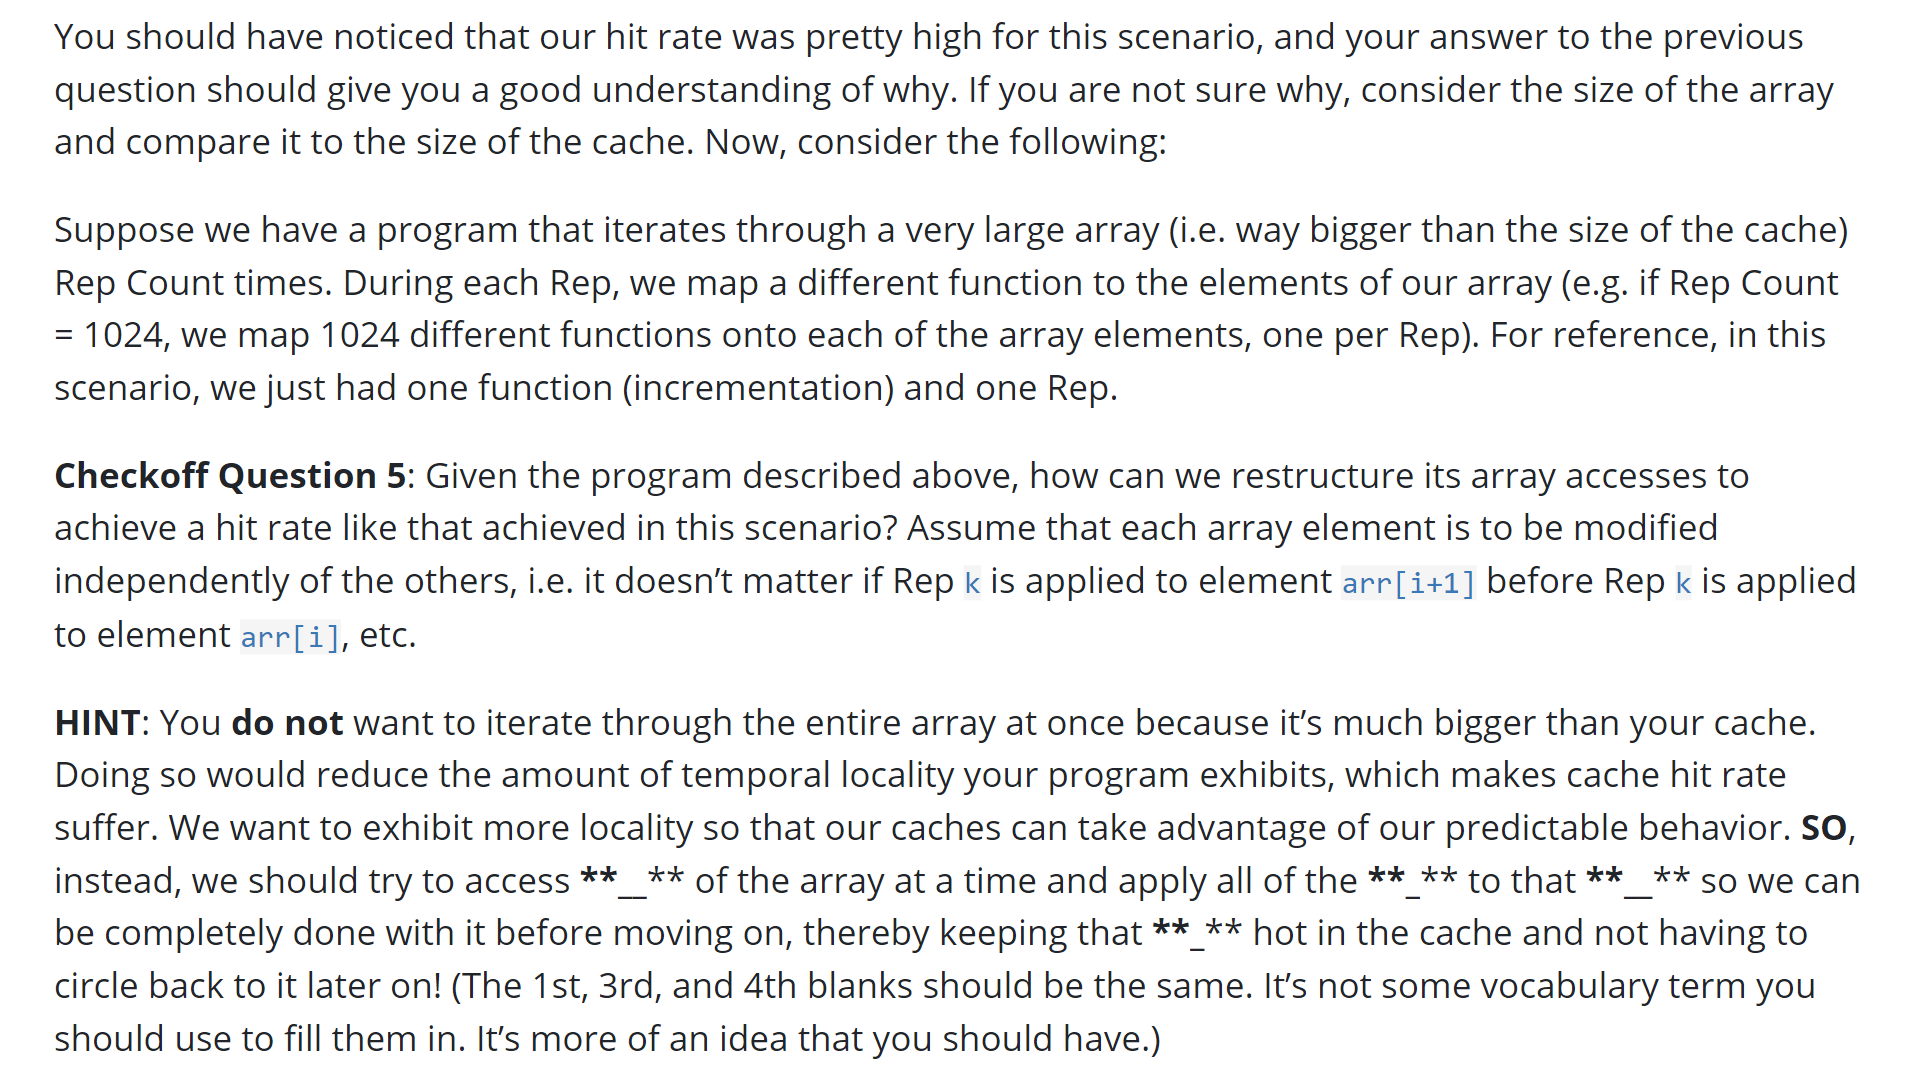 You should have noticed that our hit rate was pretty high for this scenario, and your answer to the previous
question should give you a good understanding of why. If you are not sure why, consider the size of the array
and compare it to the size of the cache. Now, consider the following:
Suppose we have a program that iterates through a very large array (i.e. way bigger than the size of the cache)
Rep Count times. During each Rep, we map a different function to the elements of our array (e.g. if Rep Count
= 1024, we map 1024 different functions onto each of the array elements, one per Rep). For reference, in this
scenario, we just had one function (incrementation) and one Rep.
Checkoff Question 5: Given the program described above, how can we restructure its array accesses to
achieve a hit rate like that achieved in this scenario? Assume that each array element is to be modified
independently of the others, i.e. it doesn’t matter if Rep k is applied to element arr[i+1] before Rep k is applied
to element arr[i], etc.
HINT: You do not want to iterate through the entire array at once because it’s much bigger than your cache.
Doing so would reduce the amount of temporal locality your program exhibits, which makes cache hit rate
suffer. We want to exhibit more locality so that our caches can take advantage of our predictable behavior. SO,
instead, we should try to access **__** of the array at a time and apply all of the **_** to that **__** so we can
be completely done with it before moving on, thereby keeping that **_** hot in the cache and not having to
circle back to it later on! (The 1st, 3rd, and 4th blanks should be the same. It’s not some vocabulary term you
should use to fill them in. It’s more of an idea that you should have.)